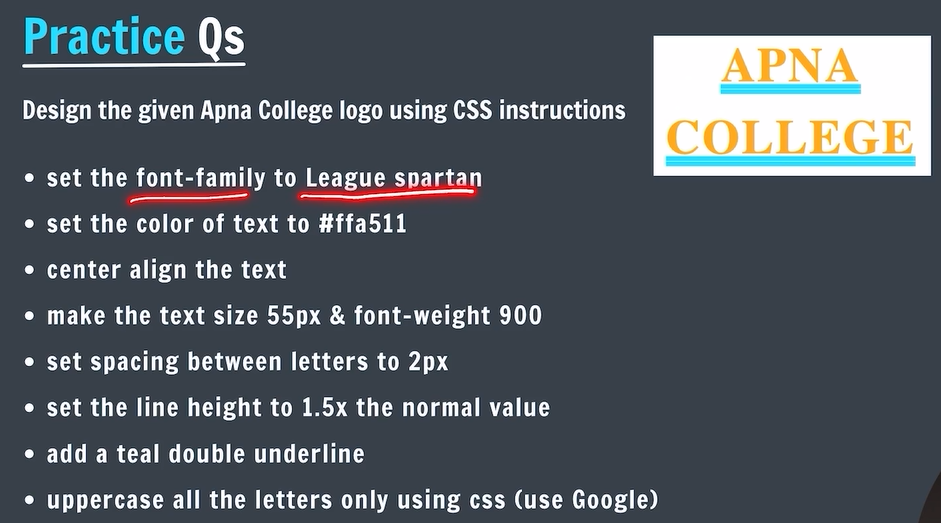 Practice Qs
APNA
COLLEGE
Design the given Apna College logo using CSS instructions
• set the font-family to League spartan
• set the color of text to #ffa511
• center align the text
• make the text size 55px & font-weight 900
• set spacing between letters to 2px
• set the line height to 1.5x the normal value
• add a teal double underline
• uppercase all the letters only using css (use Google)